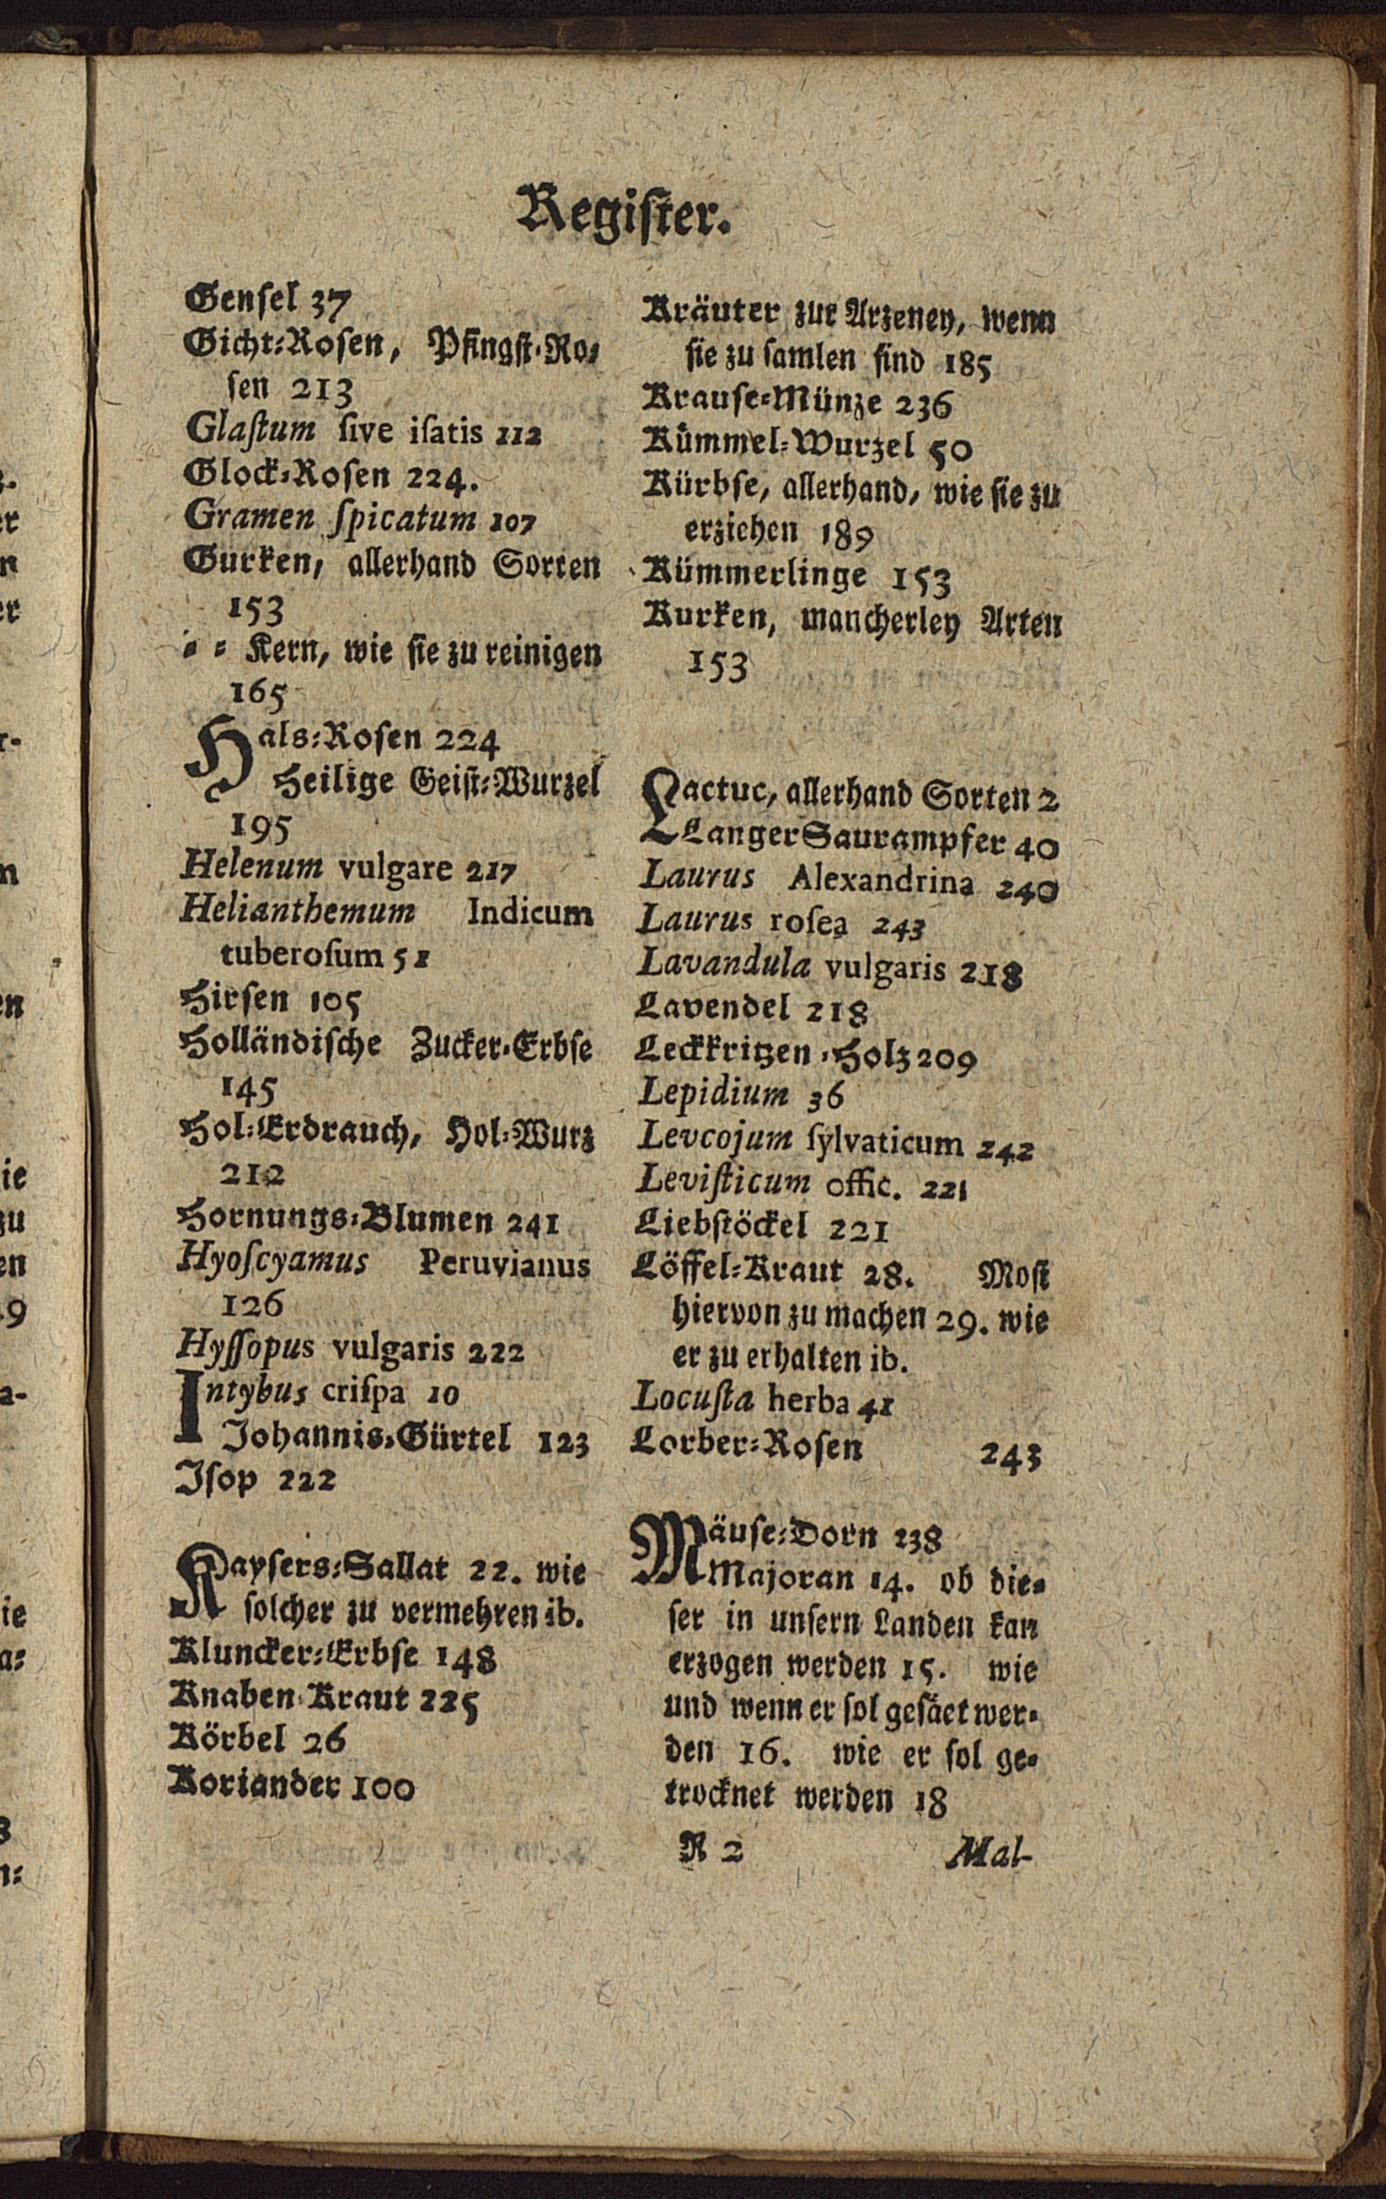 Register.
Genſel 37
Gicht⸗Roſen, Pfingſt⸗Ro⸗
ſen 213
Glaſtum ſive iſatis 112
Glock⸗Roſen 224.
Gramen ſpicatum 107
Gurken, allerhand Sorten
153
⸗ ⸗ Kern, wie ſie zu reinigen
165
Hals⸗Roſen 224
Heilige Geiſt⸗Wurzel
195
Helenum vulgare 217
Helianthemum Indicum
tuberoſum 51
Hirſen 105
Holländiſche Zucker⸗Erbſe
145
Hol⸗Erdrauch, Hol⸗Wurz
212
Hornungs⸗Blumen 241
Hyoſcyamus Peruvianus
126
Hyſſopus vulgaris 222
Intybus criſpa 10
Johannis⸗Gürtel 123
Iſop 222
Kayſers⸗Sallat 22. wie
ſolcher zu vermehren ib.
Kluncker⸗Erbſe 148
Knaben⸗Kraut 225
Körbel 26
Koriander 100
Kräuter zur Arzeney, wenn
ſie zu ſamlen ſind 185
Krauſe⸗Münze 236
Kümmel⸗Wurzel 50
Kürbſe, allerhand, wie ſie zu
erziehen 189
Kümmerlinge 153
Kurken, mancherley Arten
153
Lactuc, allerhand Sorten 2
Langer Saurampfer 40
Laurus Alexandrina 240
Laurus roſea 243
Lavandula vulgaris 218
Lavendel 218
Leckkritzen⸗Holz 209
Lepidium 36
Levcojum ſylvaticum 242
Leviſticum offic. 221
Liebſtöckel 221
Löffel⸗Kraut 28. Moſt
hiervon zu machen 29. wie
er zu erhalten ib.
Locuſta herba 41
Lorber⸗Roſen 243
Mäuſe⸗Dorn 238
Majoran 14. ob die⸗
ſer in unſern Landen kan
erzogen werden 15. wie
und wenn er ſol geſäet wer⸗
den 16. wie er ſol ge⸗
trocknet werden 18
R 2 Mal-